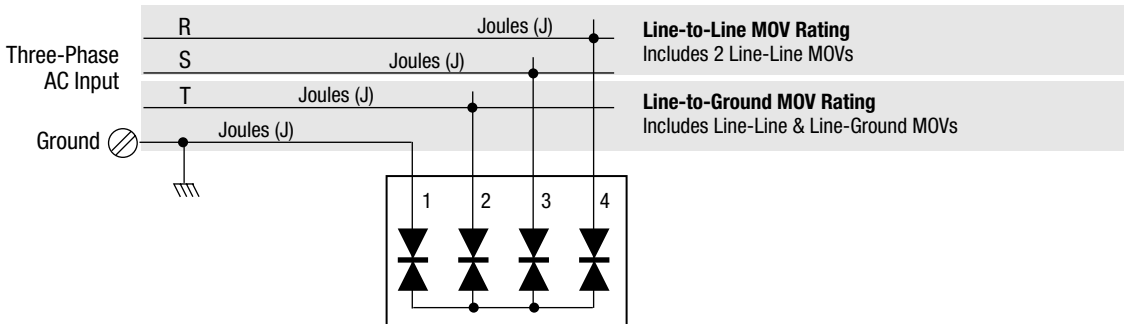 Three-Phase
AC Input
R
Joules (J)
Line-to-Line MOV Rating
Includes 2 Line-Line MOVs
S
Joules (J)
T
Joules (J)
Line-to-Ground MOV Rating
Includes Line-Line & Line-Ground MOVs
Ground
Joules (J)
1 2 3 4